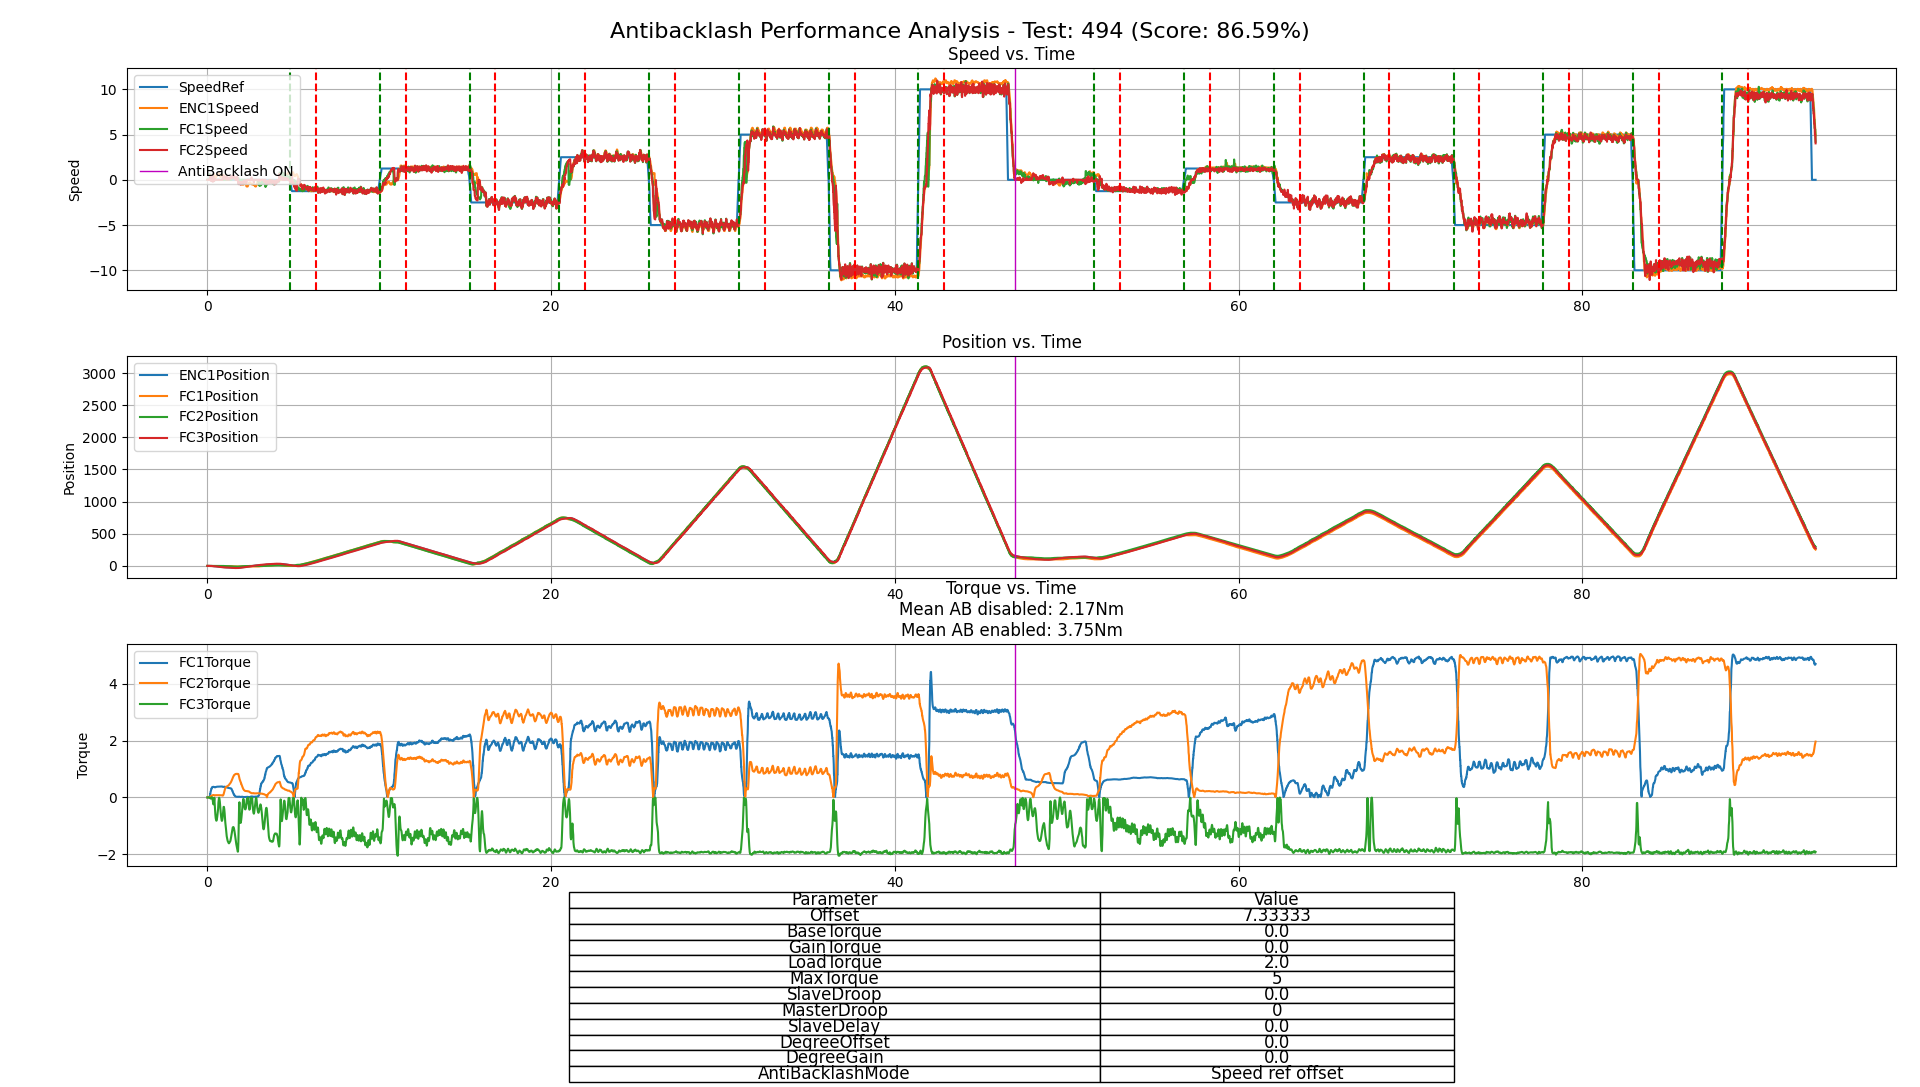 Antibacklash Performance Analysis - Test: 494 (Score: 86.59%)
Speed vs. Time
SpeedRef
ENC1Speed
FC1Speed
FC2Speed
AntiBacklash ON
Speed
10
5
0
−5
−10
0 20 40 60 80
Position vs. Time
ENC1Position
FC1Position
FC2Position
FC3Position
Position
3000
2500
2000
1500
1000
500
0
0 20 40 60 80
Torque vs. Time
Mean AB disabled: 2.17Nm
Mean AB enabled: 3.75Nm
FC1Torque
FC2Torque
FC3Torque
Torque
4
2
0
−2
0 20 40 60 80
Parameter Value
Offset 7.33333
BaseTorque 0.0
GainTorque 0.0
LoadTorque 2.0
MaxTorque 5
SlaveDroop 0.0
MasterDroop 0
SlaveDelay 0.0
DegreeOffset 0.0
DegreeGain 0.0
AntiBacklashMode Speed ref offset